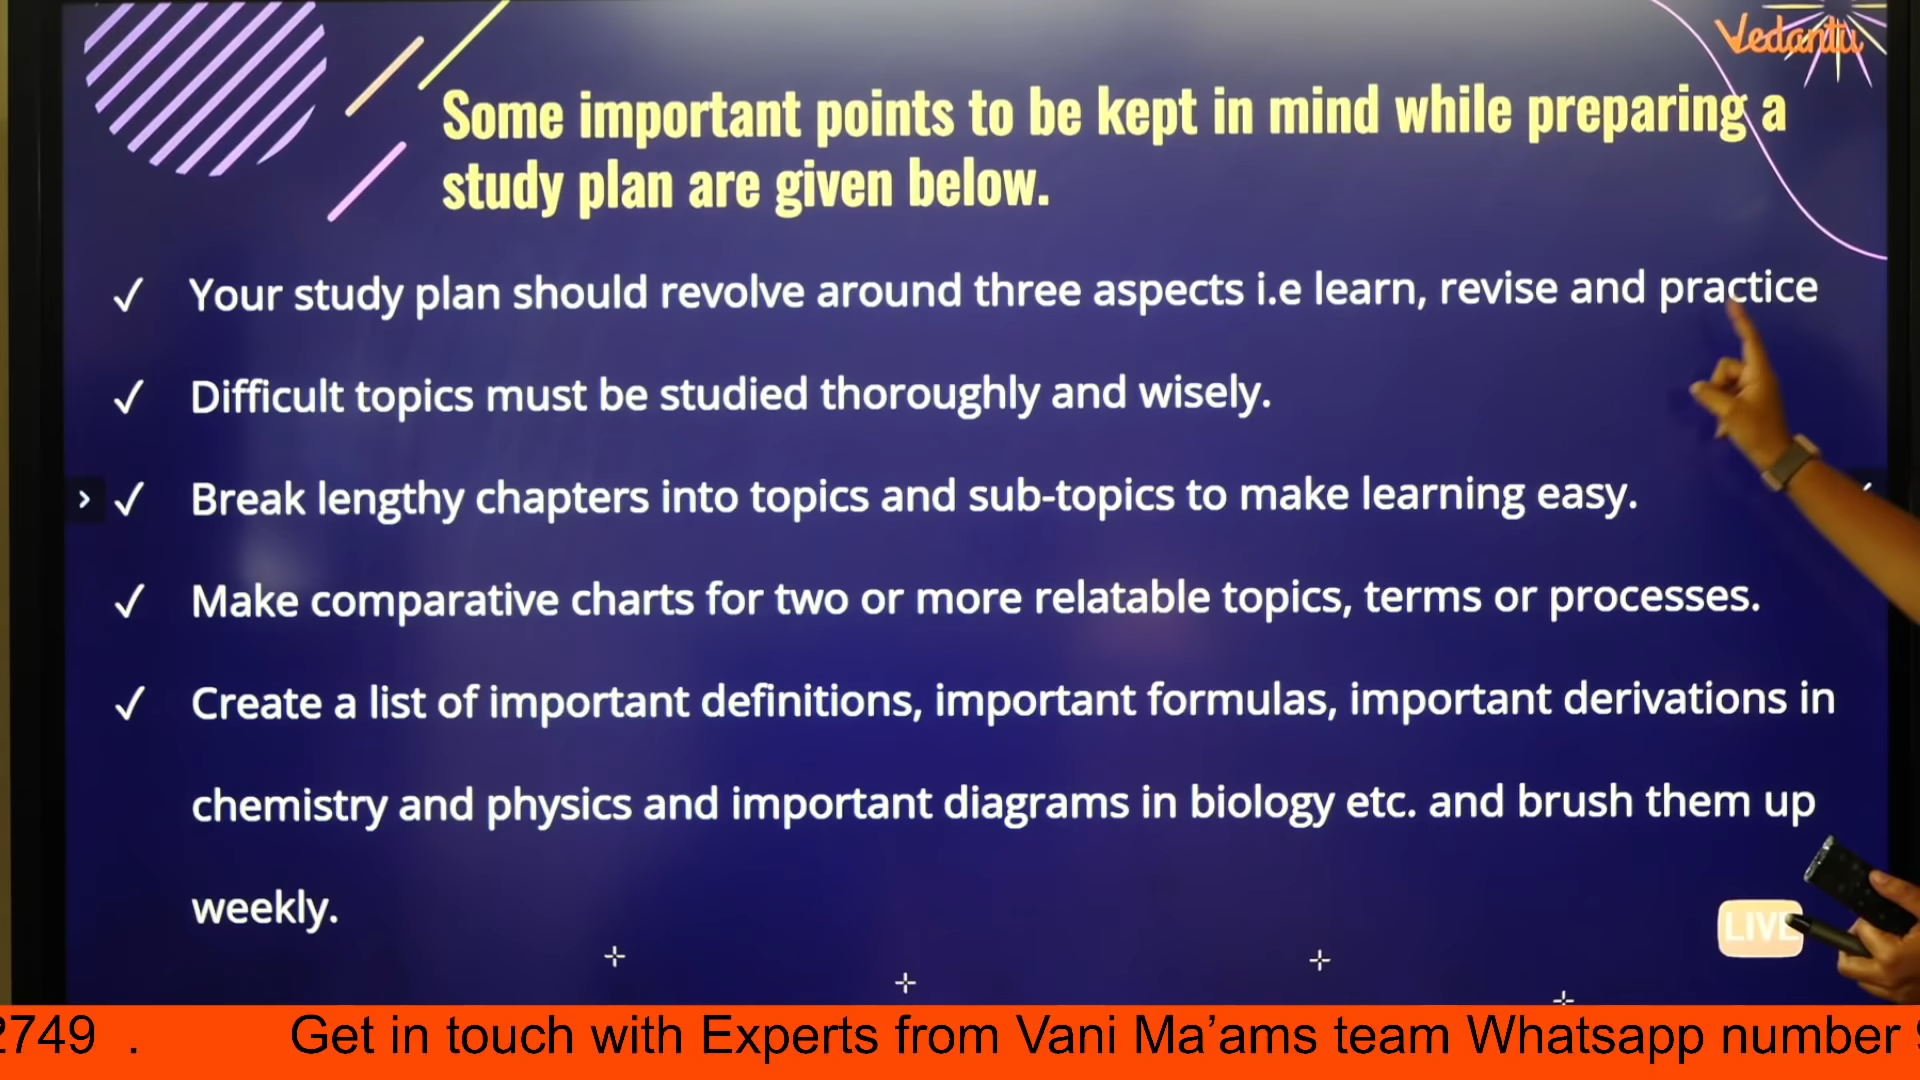 Vedantu
Some important points to be kept in mind while preparing a
study plan are given below.
✓ Your study plan should revolve around three aspects i.e learn, revise and practice
✓ Difficult topics must be studied thoroughly and wisely.
✓ Break lengthy chapters into topics and sub-topics to make learning easy.
✓ Make comparative charts for two or more relatable topics, terms or processes.
✓ Create a list of important definitions, important formulas, important derivations in
chemistry and physics and important diagrams in biology etc. and brush them up
weekly.
LIVE
2749 . Get in touch with Experts from Vani Ma’ams team Whatsapp number 9